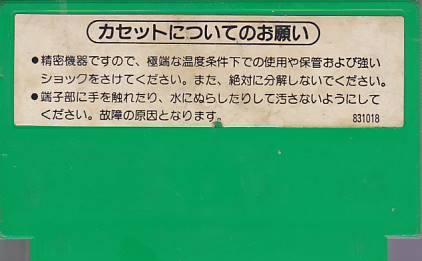 カセットについてのお願い
●精密機器ですので、極端な温度条件下での使用や保管および強い
ショックをさけてください。また、絶対に分解しないでください。
●端子部に手を触れたり、水にぬらしたりして汚さないようにして
ください。故障の原因となります。
831018